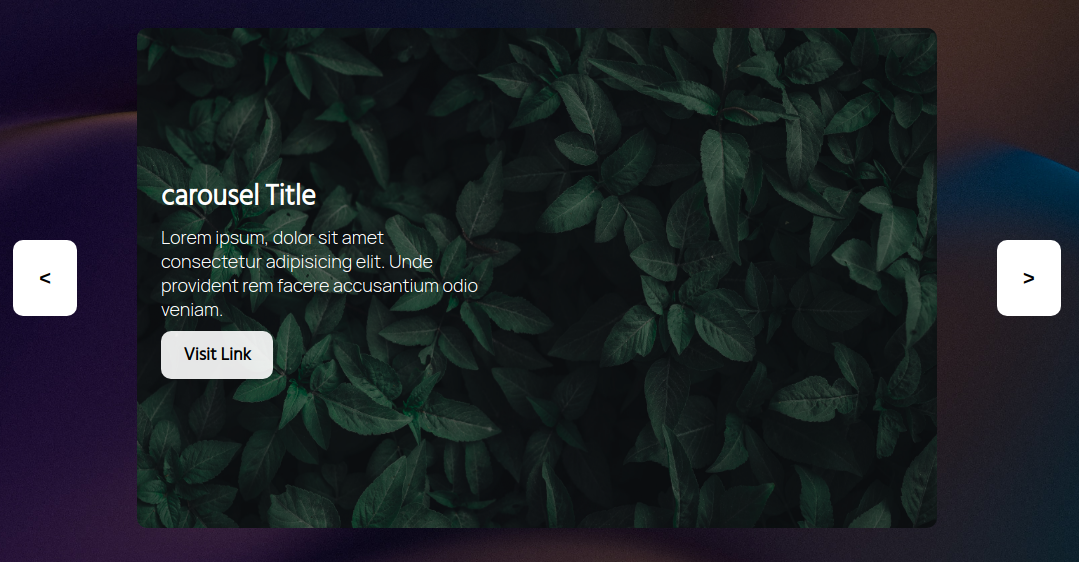 carousel Title
Lorem ipsum, dolor sit amet
consectetur adipisicing elit. Unde
provident rem facere accusantium odio
veniam.
<
>
Visit Link